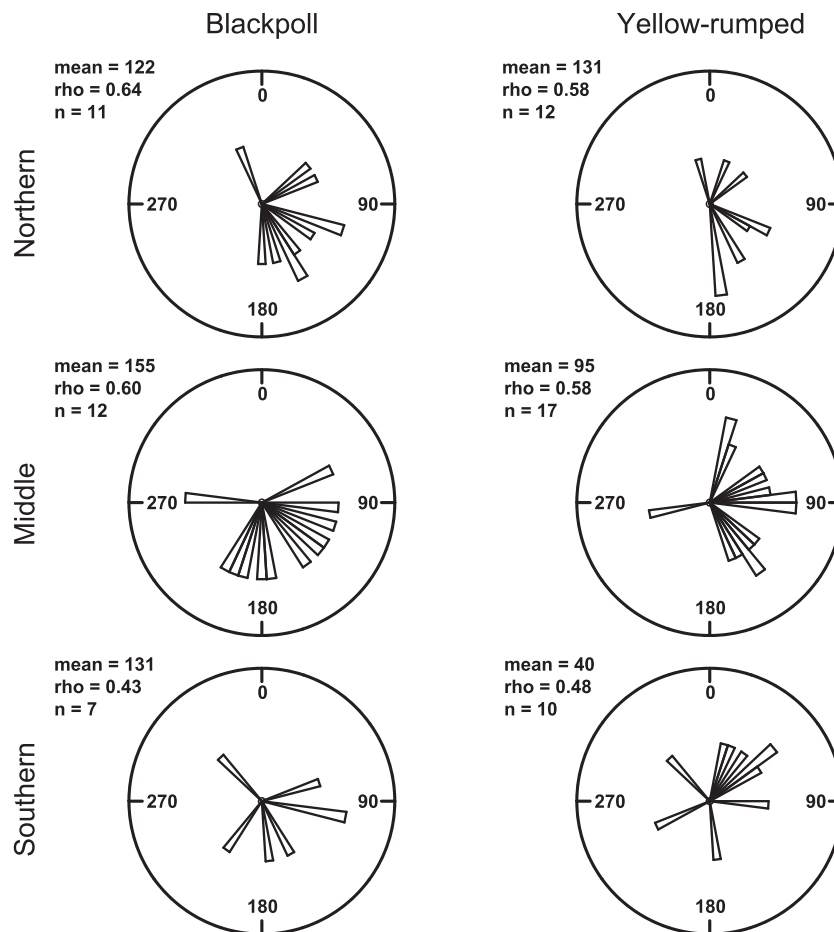 Blackpoll
Yellow-rumped
Northern
mean = 122
rho = 0.64
n = 11
0
270
90
180
mean = 131
rho = 0.58
n = 12
0
270
90
180
Middle
mean = 155
rho = 0.60
n = 12
0
270
90
180
mean = 95
rho = 0.58
n = 17
0
270
90
180
Southern
mean = 131
rho = 0.43
n = 7
0
270
90
180
mean = 40
rho = 0.48
n = 10
0
270
90
180